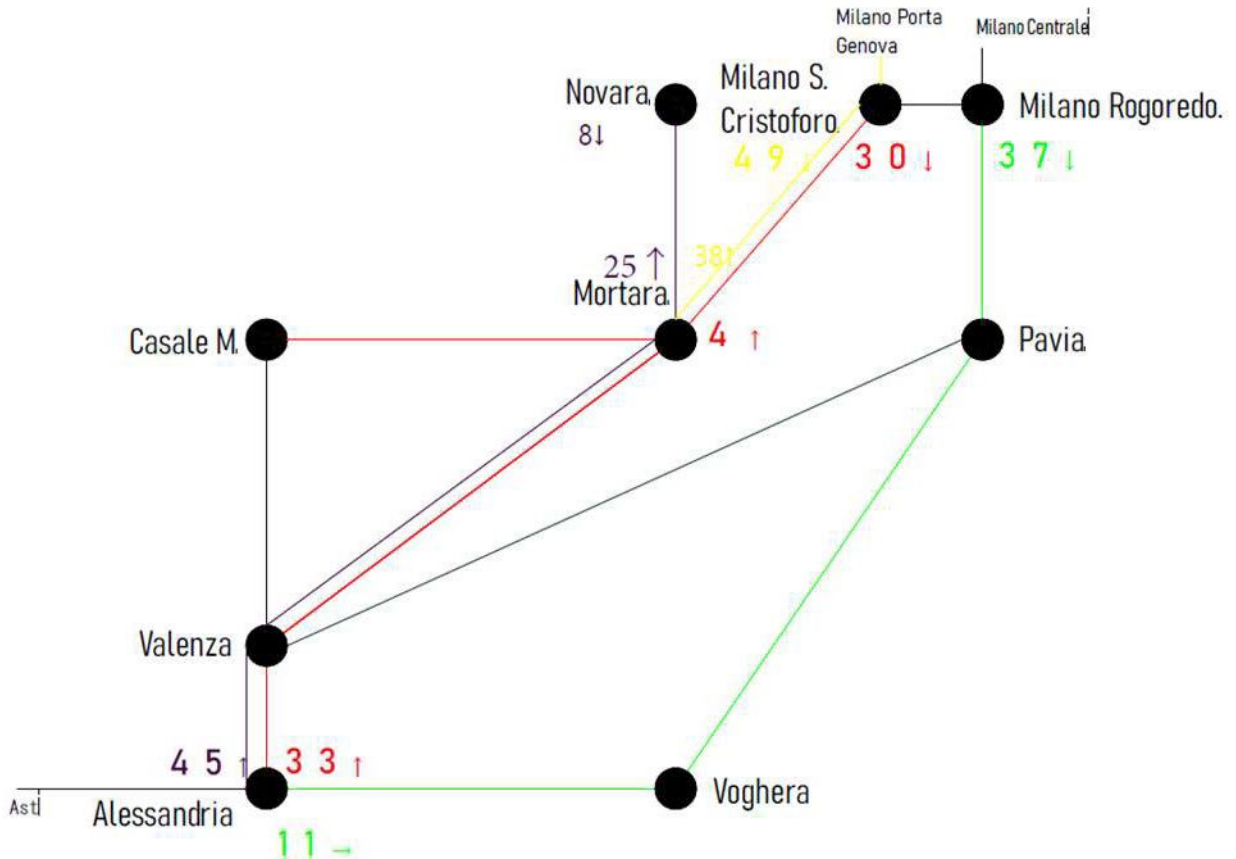 Milano Porta
Genova
Milano Centrale
Novara.
Milano S.
Cristoforo.
Milano Rogoredo.
8↓
4 9 ↓
3 0 ↓
3 7 ↓
25 ↑
38↑
Mortara.
Casale M.
4 ↑
Pavia.
Valenza
4 5 ↑
3 3 ↑
Asti
Alessandria
Voghera
1 1 →